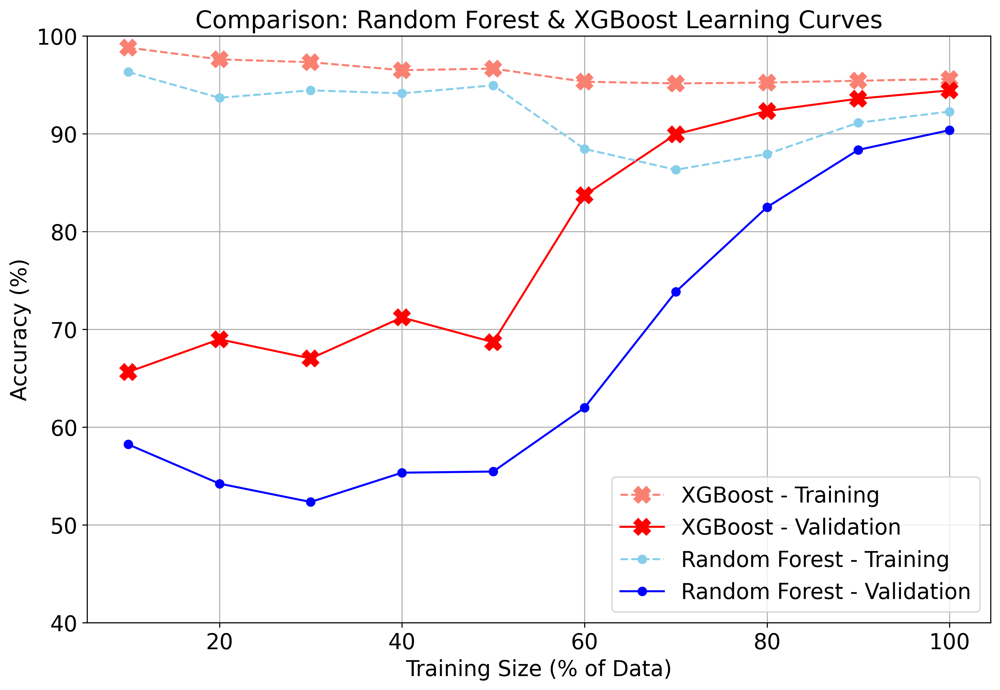 Comparison: Random Forest & XGBoost Learning Curves
100
90
80
70
60
50
40
Accuracy (%)
XGBoost - Training
XGBoost - Validation
Random Forest - Training
Random Forest - Validation
20 40 60 80 100
Training Size (% of Data)